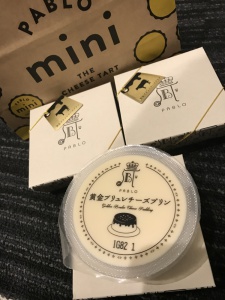 PABLO
mini
THE
CHEESE TART
PABLO
PABLO
PABLO
黄金ブリュレチーズプリン
Golden Brulee Cheese Pudding
1GBZ 1